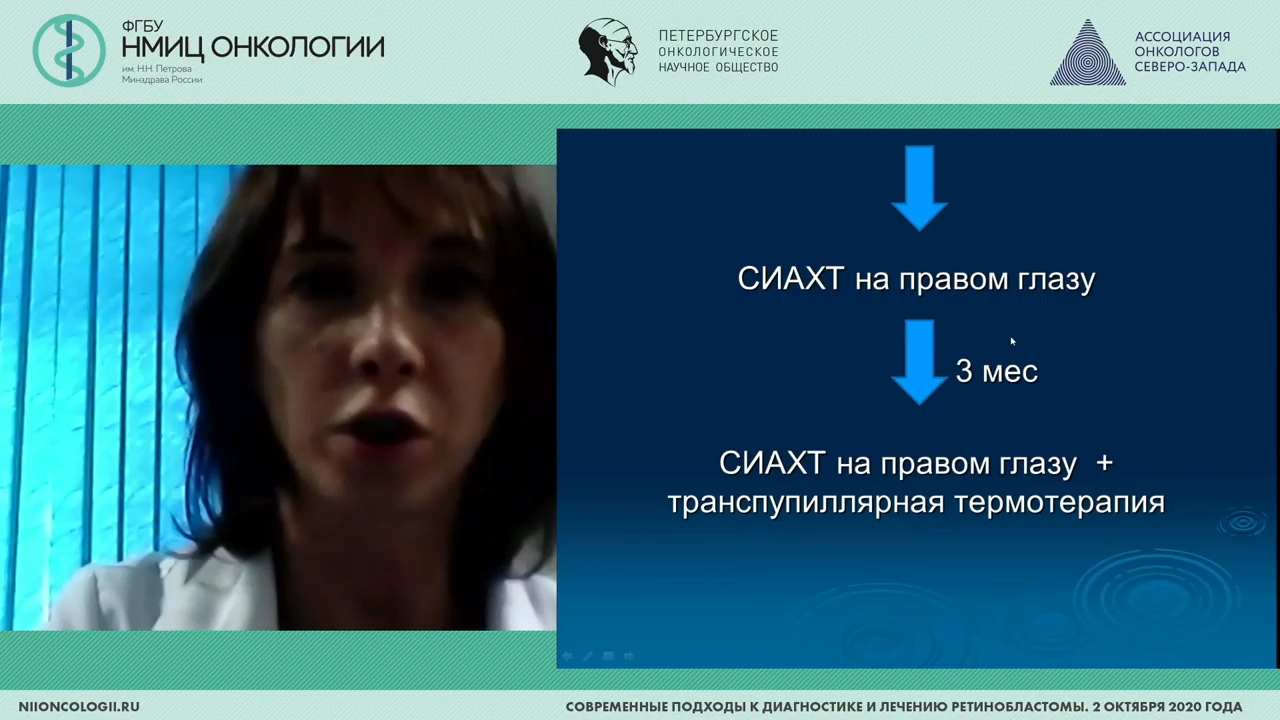 ФГБУ
НМИЦ ОНКОЛОГИИ
им. Н.Н. Петрова
Минздрава России
ПЕТЕРБУРГСКОЕ
ОНКОЛОГИЧЕСКОЕ
НАУЧНОЕ ОБЩЕСТВО
АССОЦИАЦИЯ
ОНКОЛОГОВ
СЕВЕРО-ЗАПАДА
СИАХТ на правом глазу
3 мес
СИАХТ на правом глазу +
транспупиллярная термотерапия
NIIONCOLOGII.RU
СОВРЕМЕННЫЕ ПОДХОДЫ К ДИАГНОСТИКЕ И ЛЕЧЕНИЮ РЕТИНОБЛАСТОМЫ. 2 ОКТЯБРЯ 2020 ГОДА